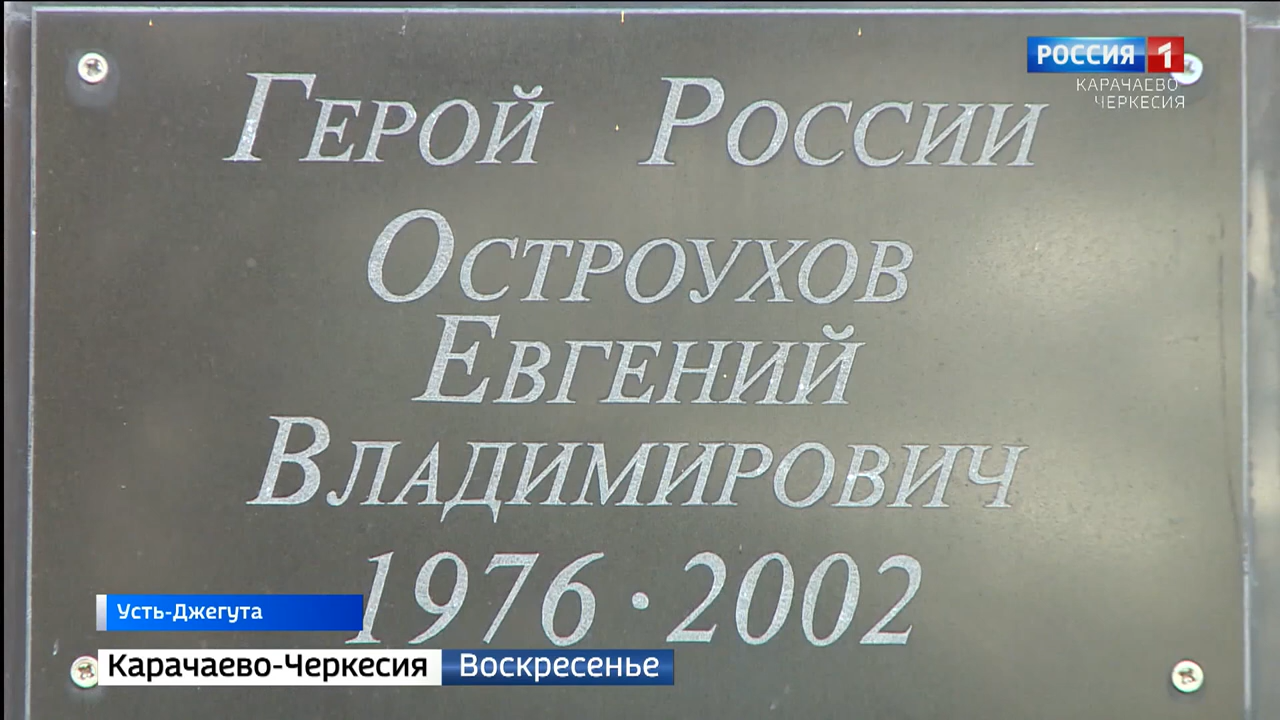 РОССИЯ 1
КАРАЧАЕВО
ЧЕРКЕСИЯ
ГЕРОЙ РОССИИ
ОСТРОУХОВ
ЕВГЕНИЙ
ВЛАДИМИРОВИЧ
1976 · 2002
Усть-Джегута
Карачаево-Черкесия Воскресенье